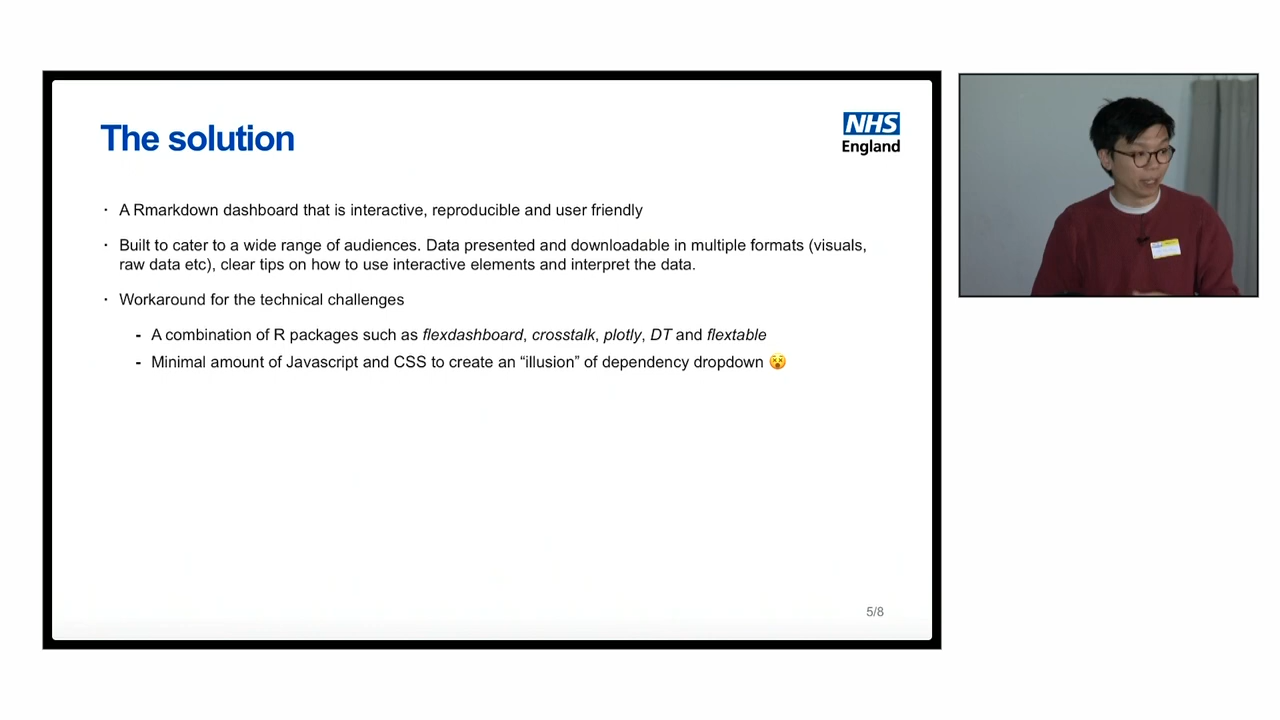 The solution
NHS
England
· A Rmarkdown dashboard that is interactive, reproducible and user friendly
· Built to cater to a wide range of audiences. Data presented and downloadable in multiple formats (visuals,
raw data etc), clear tips on how to use interactive elements and interpret the data.
· Workaround for the technical challenges
- A combination of R packages such as flexdashboard, crosstalk, plotly, DT and flextable
- Minimal amount of Javascript and CSS to create an “illusion” of dependency dropdown 😵
5/8